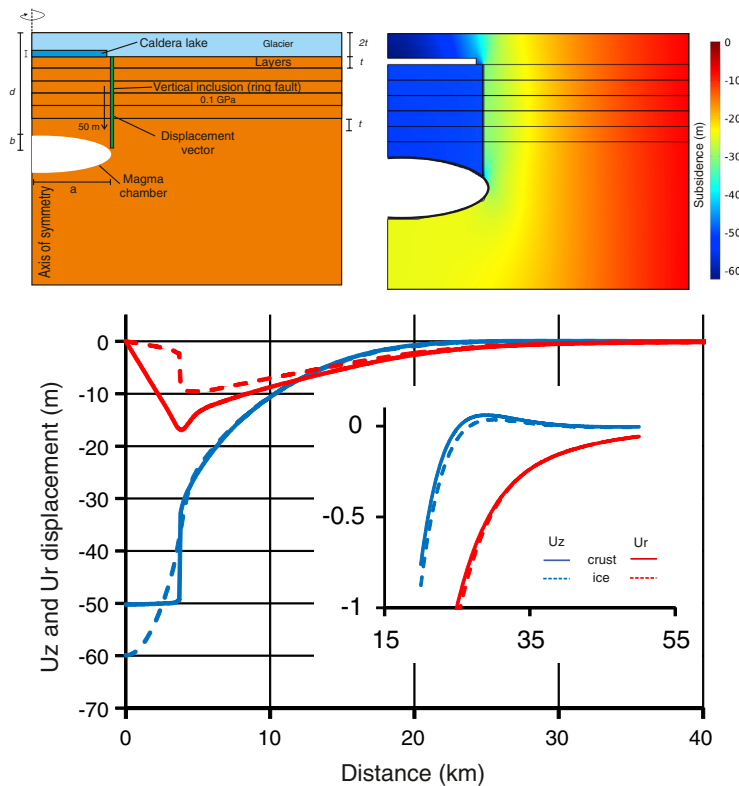 Caldera lake
Glacier
2t
Layers
t
d
Vertical inclusion (ring fault)
0.1 GPa
50 m
t
Displacement
vector
b
Magma
chamber
a
Axis of symmetry
0
-10
-20
-30
-40
-50
-60
Subsidence (m)
0
-10
-20
-30
-40
-50
-60
-70
Uz and Ur displacement (m)
0
10
20
30
40
Distance (km)
0
-0.5
-1
15
35
55
Uz
Ur
crust
ice